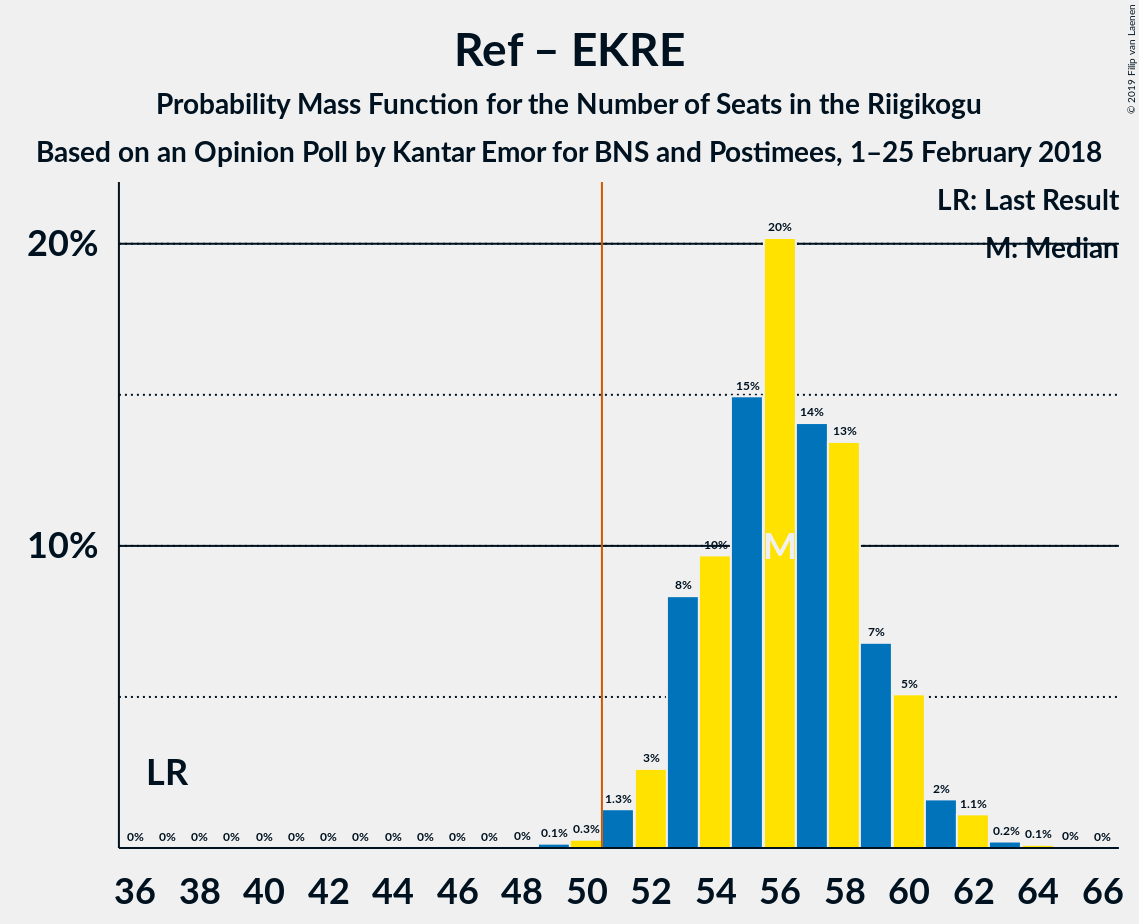 Ref – EKRE
Probability Mass Function for the Number of Seats in the Riigikogu
Based on an Opinion Poll by Kantar Emor for BNS and Postimees, 1–25 February 2018
© 2019 Filip van Laenen
LR: Last Result
M: Median
20%
10%
20%
15%
14%
13%
10%
M
8%
7%
5%
3%
LR
2%
1.3%
1.1%
0% 0% 0% 0% 0% 0% 0% 0% 0% 0% 0% 0% 0% 0.1% 0.3% 0.2% 0.1% 0% 0%
36 38 40 42 44 46 48 50 52 54 56 58 60 62 64 66